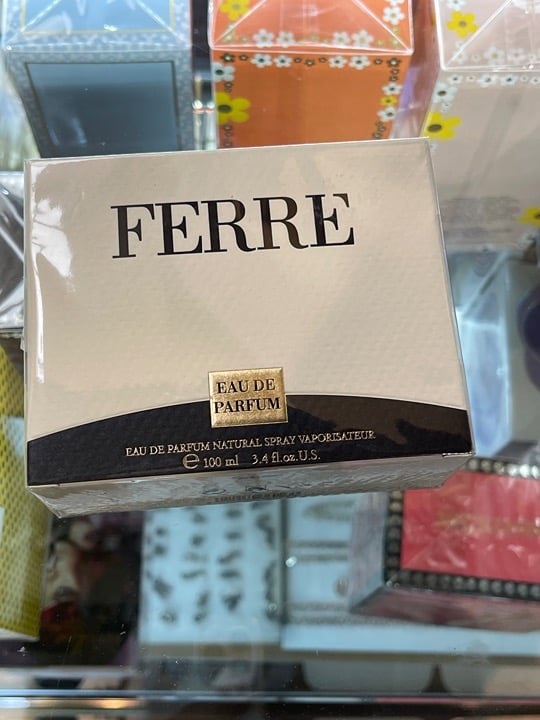 FERRE
EAU DE
PARFUM
EAU DE PARFUM NATURAL SPRAY VAPORISATEUR
℮ 100 ml 3.4 fl.oz.U.S.